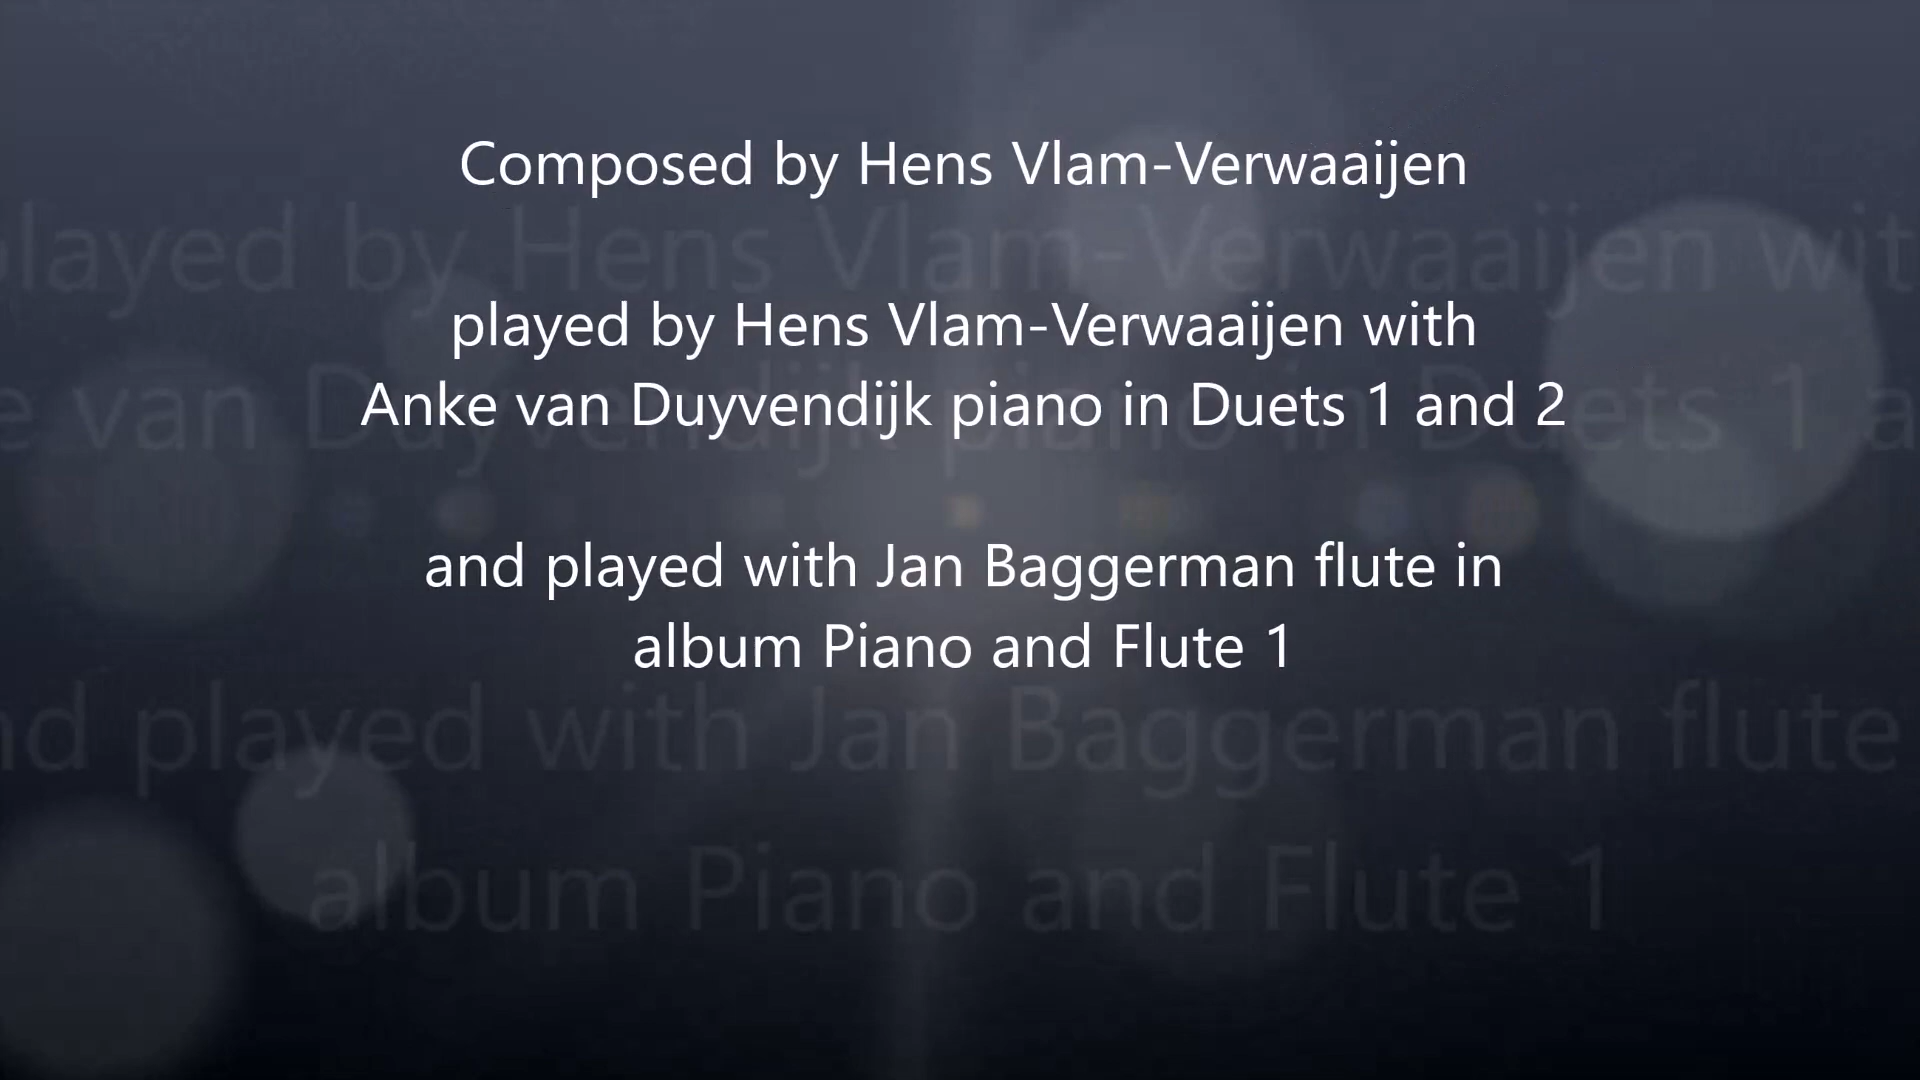 Composed by Hens Vlam-Verwaaijen
played by Hens Vlam-Verwaaijen with
Anke van Duyvendijk piano in Duets 1 and 2
and played with Jan Baggerman flute in
album Piano and Flute 1